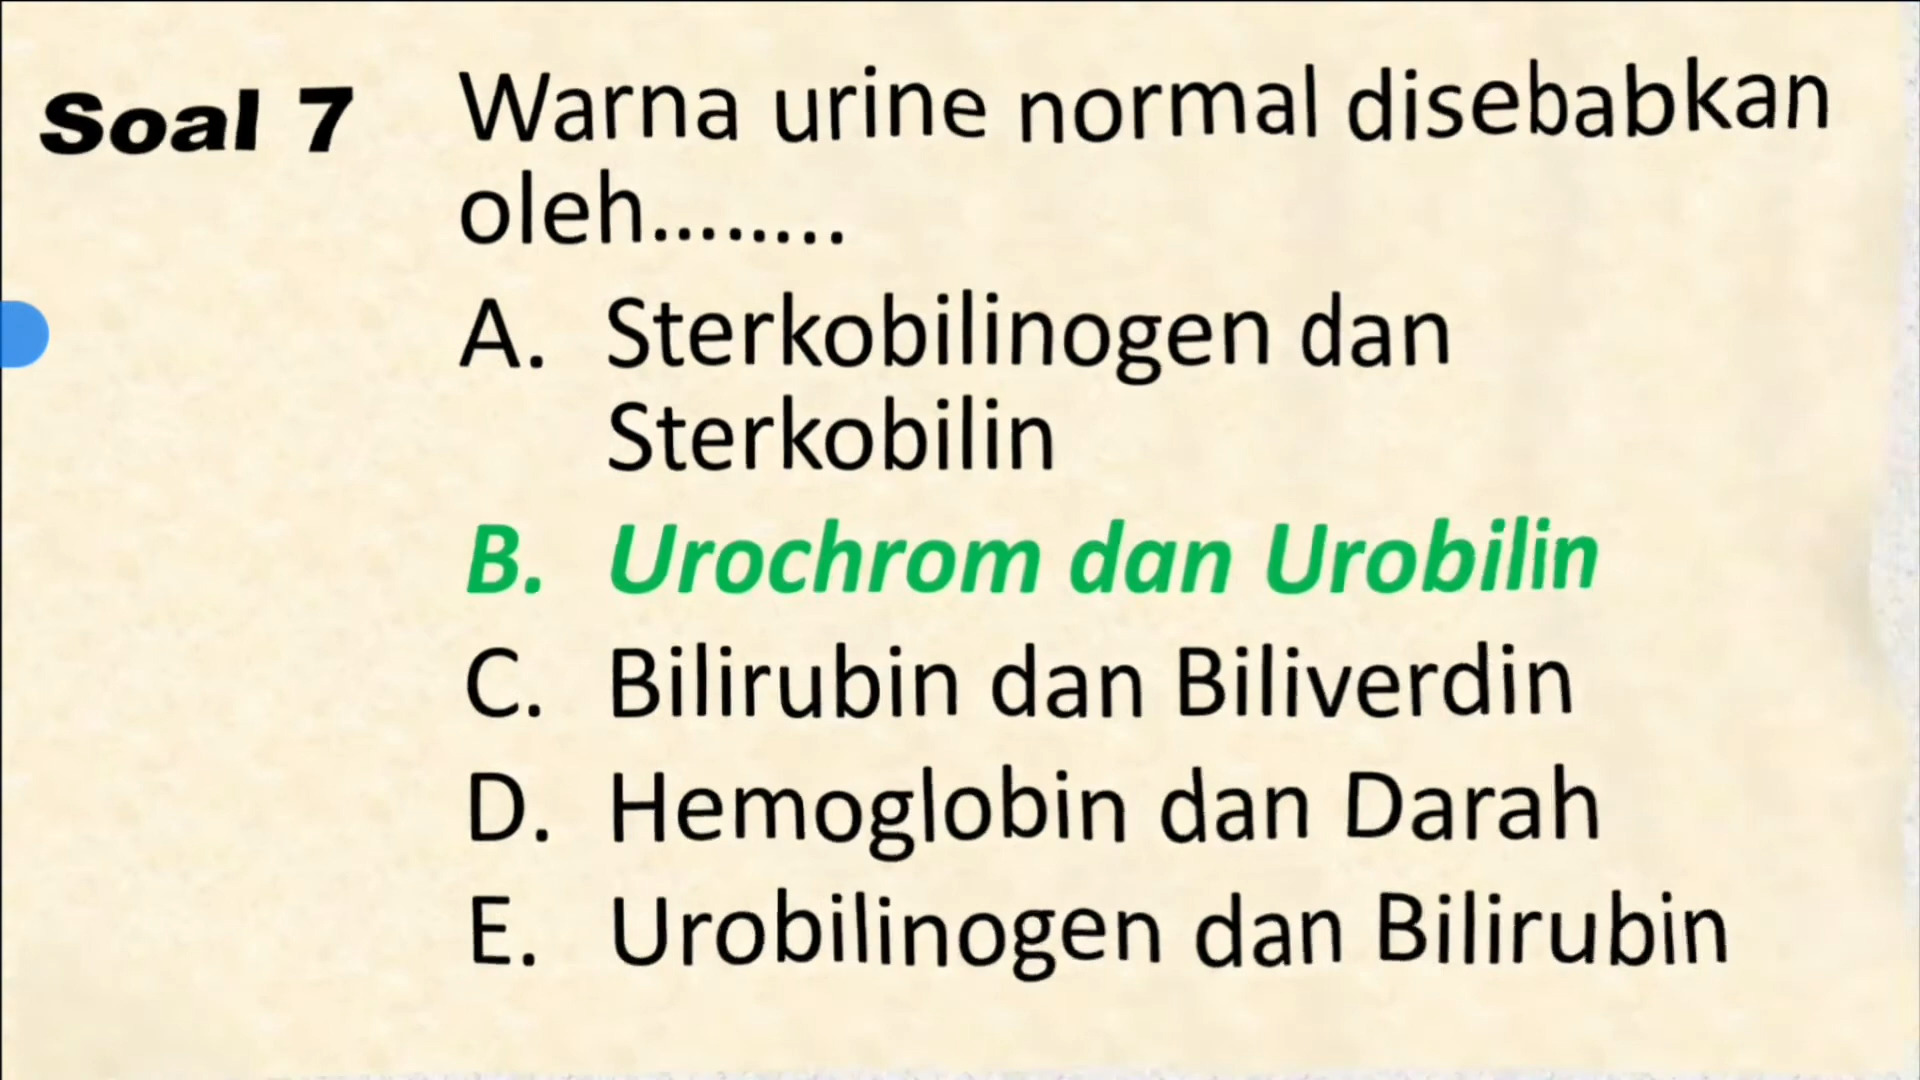 Soal 7 Warna urine normal disebabkan
oleh........
A. Sterkobilinogen dan
Sterkobilin
B. Urochrom dan Urobilin
C. Bilirubin dan Biliverdin
D. Hemoglobin dan Darah
E. Urobilinogen dan Bilirubin